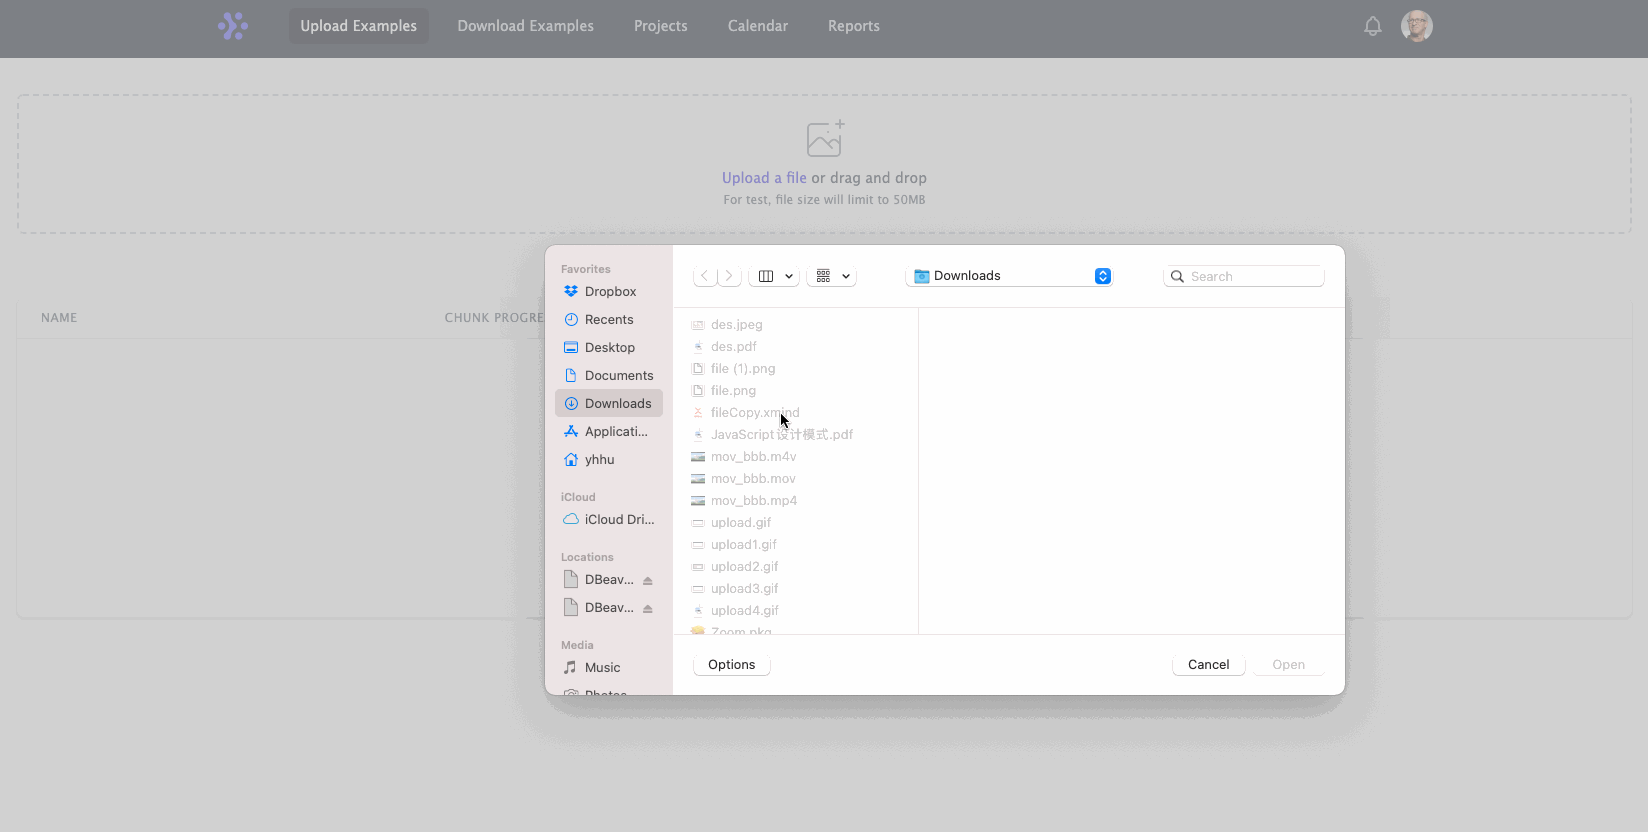 Upload Examples
Download Examples
Projects
Calendar
Reports
Upload a file or drag and drop
For test, file size will limit to 50MB
NAME
CHUNK PROGRE
Favorites
Dropbox
Recents
Desktop
Documents
Downloads
Applicati...
yhhu
iCloud
iCloud Dri...
Locations
DBeav...
DBeav...
Media
Music
Photos
Downloads
Search
des.jpeg
des.pdf
file (1).png
file.png
fileCopy.xmind
JavaScript设计模式.pdf
mov_bbb.m4v
mov_bbb.mov
mov_bbb.mp4
upload.gif
upload1.gif
upload2.gif
upload3.gif
upload4.gif
Zoom.pkg
Options
Cancel
Open